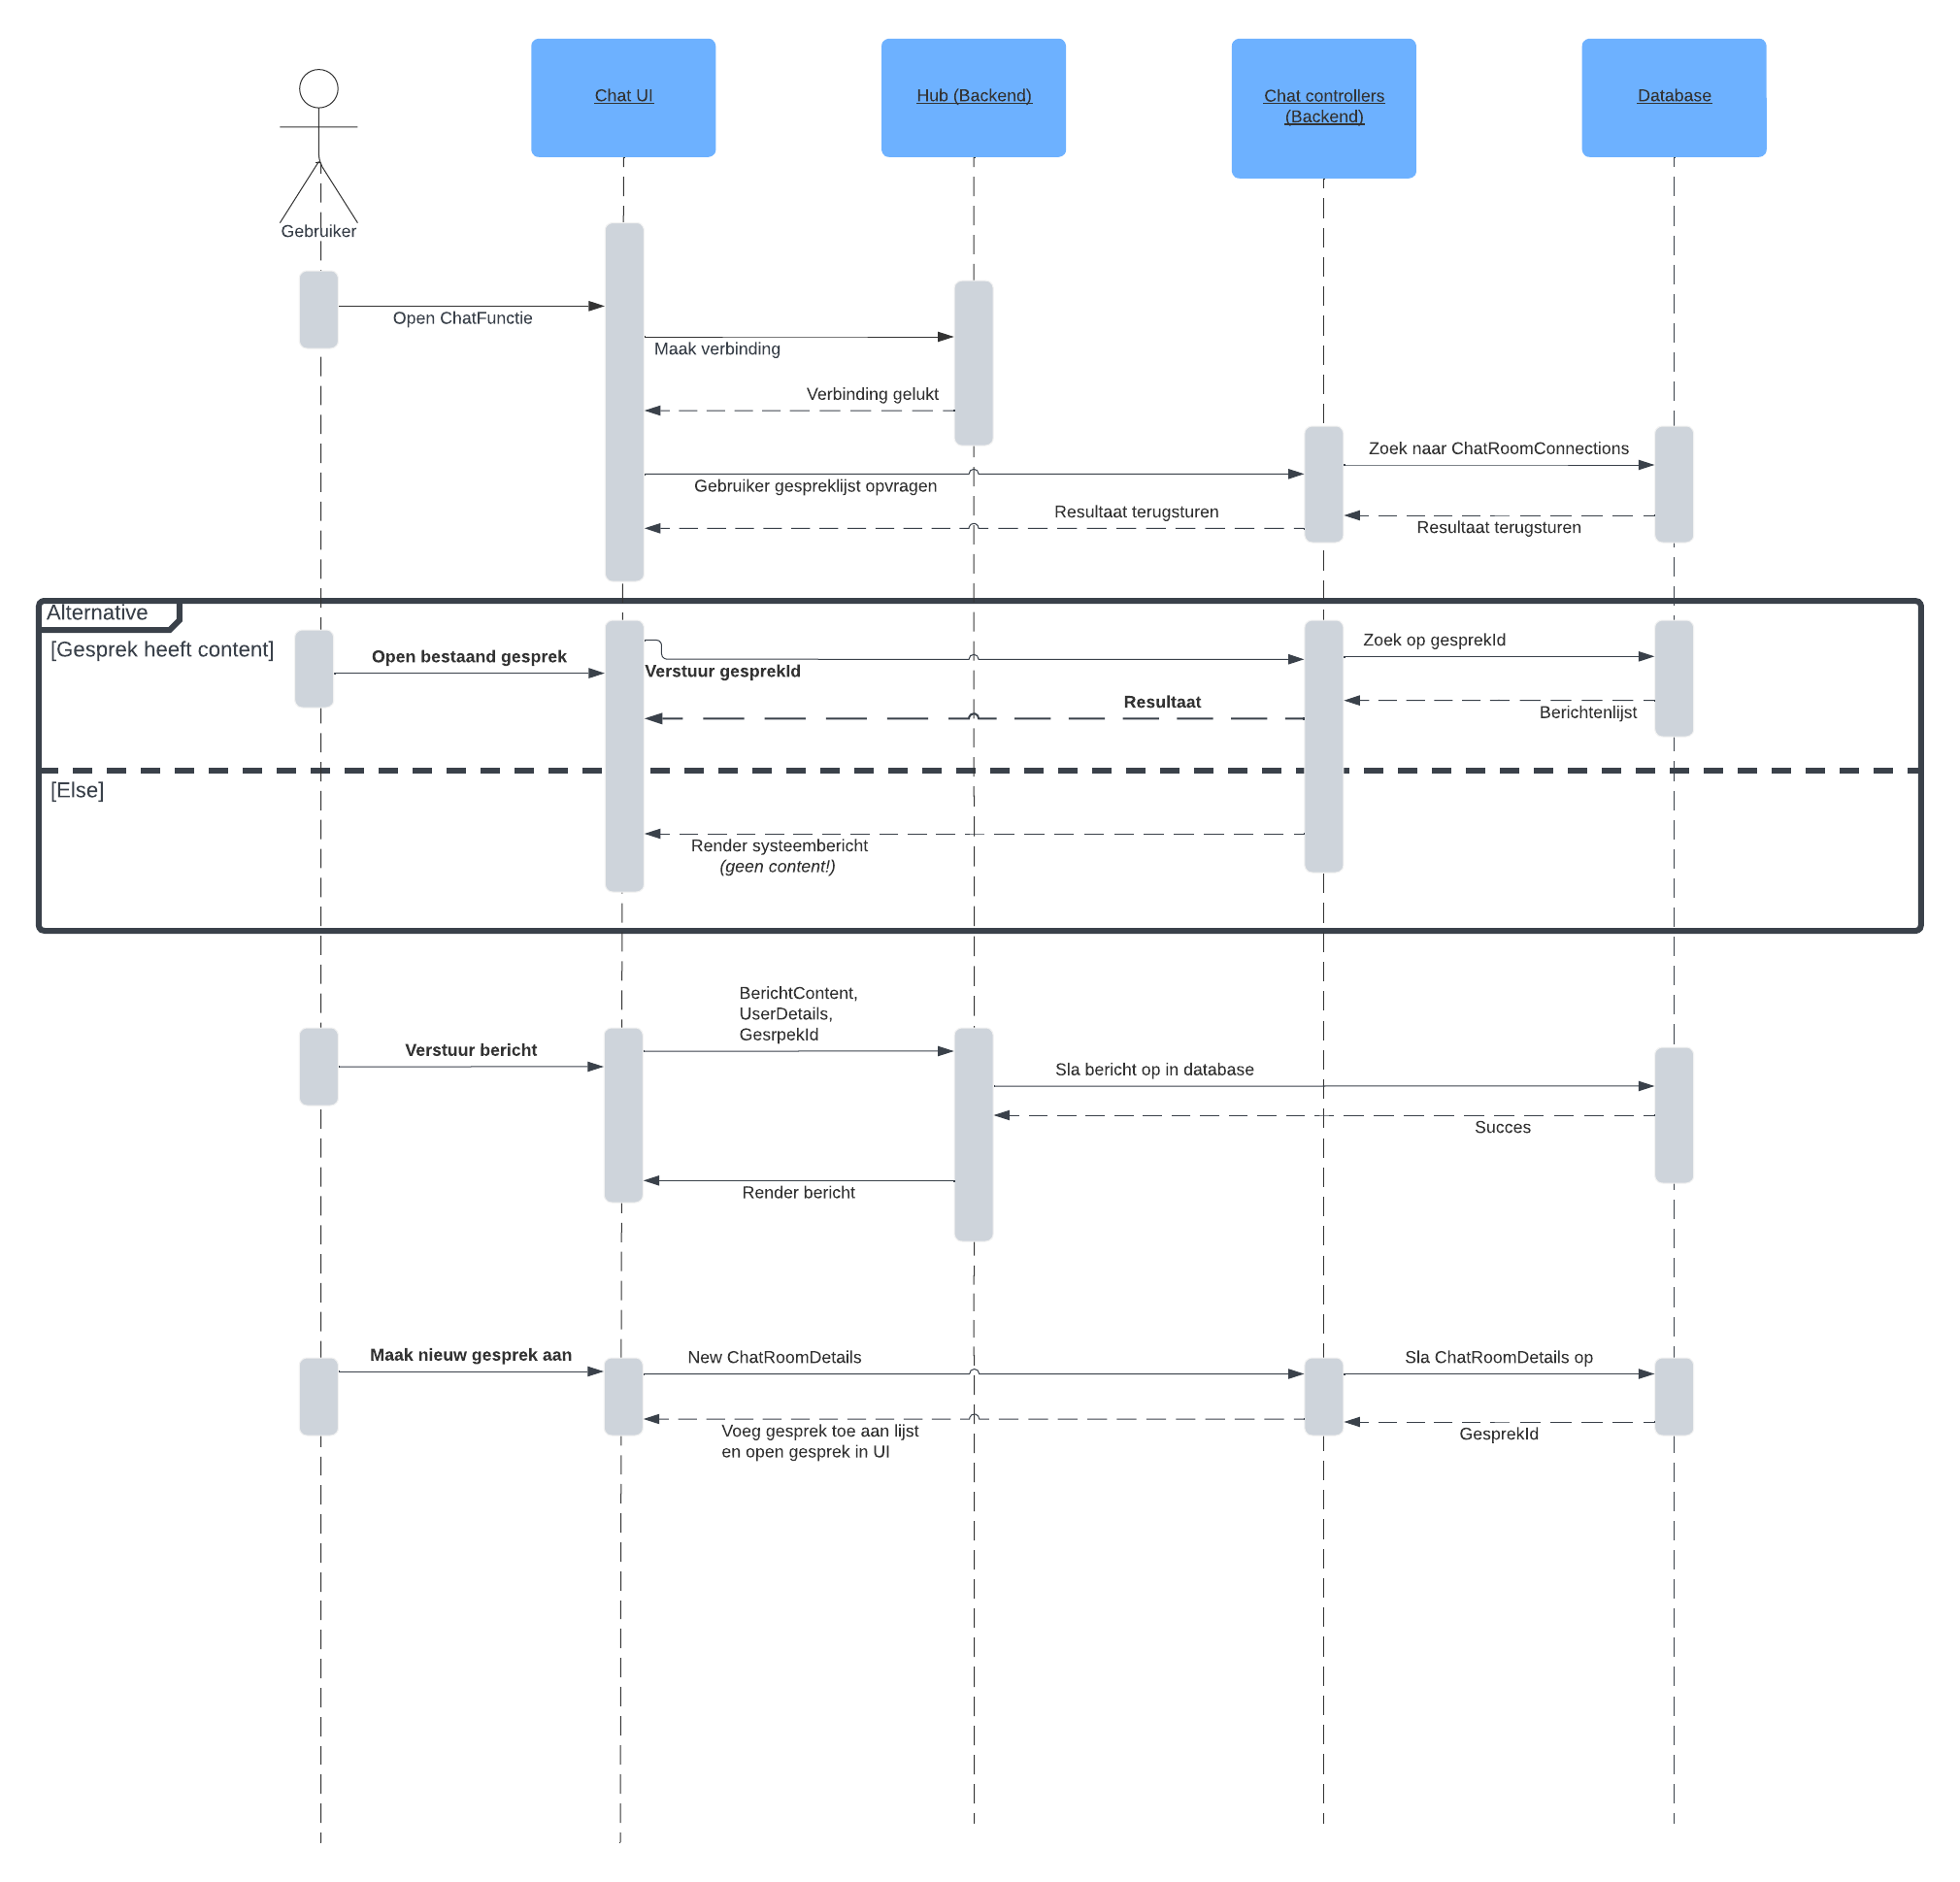 Chat UI
Hub (Backend)
Chat controllers
(Backend)
Database
Gebruiker
Open ChatFunctie
Maak verbinding
Verbinding gelukt
Zoek naar ChatRoomConnections
Gebruiker gespreklijst opvragen
Resultaat terugsturen
Resultaat terugsturen
Alternative
[Gesprek heeft content]
Open bestaand gesprek
Verstuur gesprekId
Zoek op gesprekId
Resultaat
Berichtenlijst
[Else]
Render systeembericht
(geen content!)
BerichtContent,
UserDetails,
GesrpekId
Verstuur bericht
Sla bericht op in database
Succes
Render bericht
Maak nieuw gesprek aan
New ChatRoomDetails
Sla ChatRoomDetails op
Voeg gesprek toe aan lijst
en open gesprek in UI
GesprekId